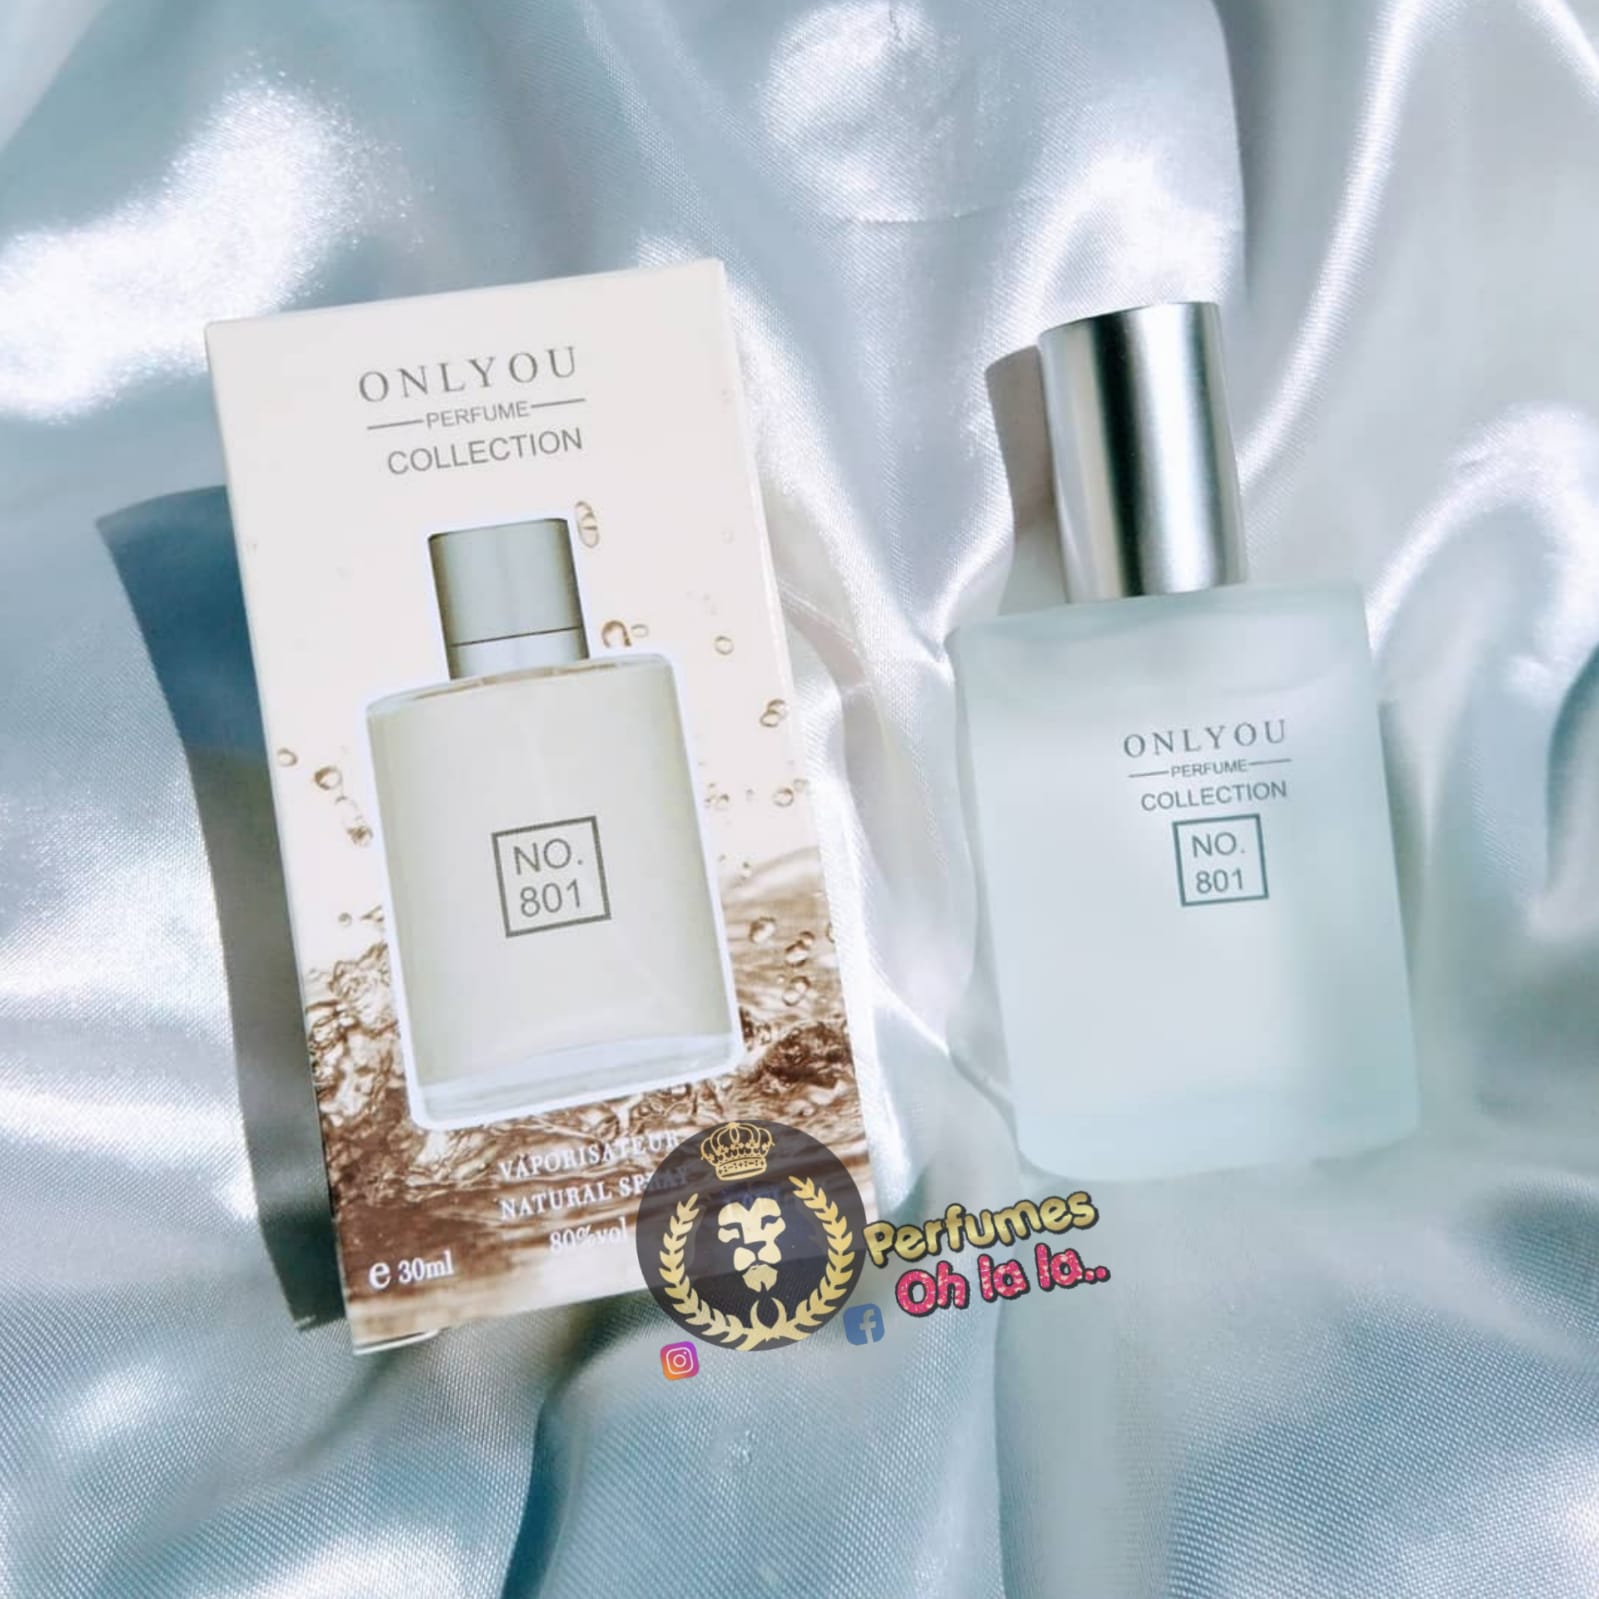 ONLYOU
PERFUME
COLLECTION
NO.
801
VAPORISATEUR
NATURAL SPRAY
80%vol
e 30ml
ONLYOU
PERFUME
COLLECTION
NO.
801
Perfumes
Oh la la..